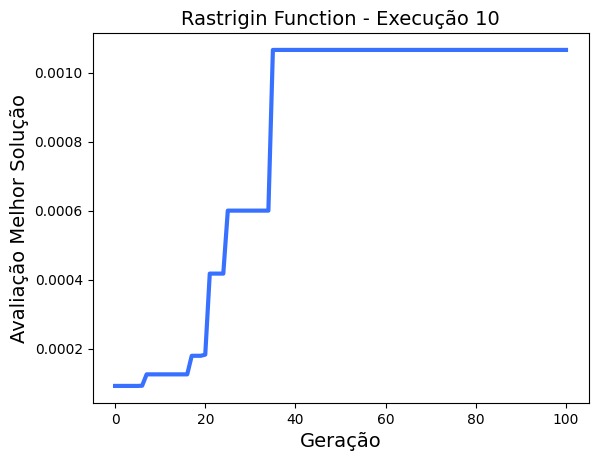 Rastrigin Function - Execução 10
Avaliação Melhor Solução
0.0010
0.0008
0.0006
0.0004
0.0002
0 20 40 60 80 100
Geração